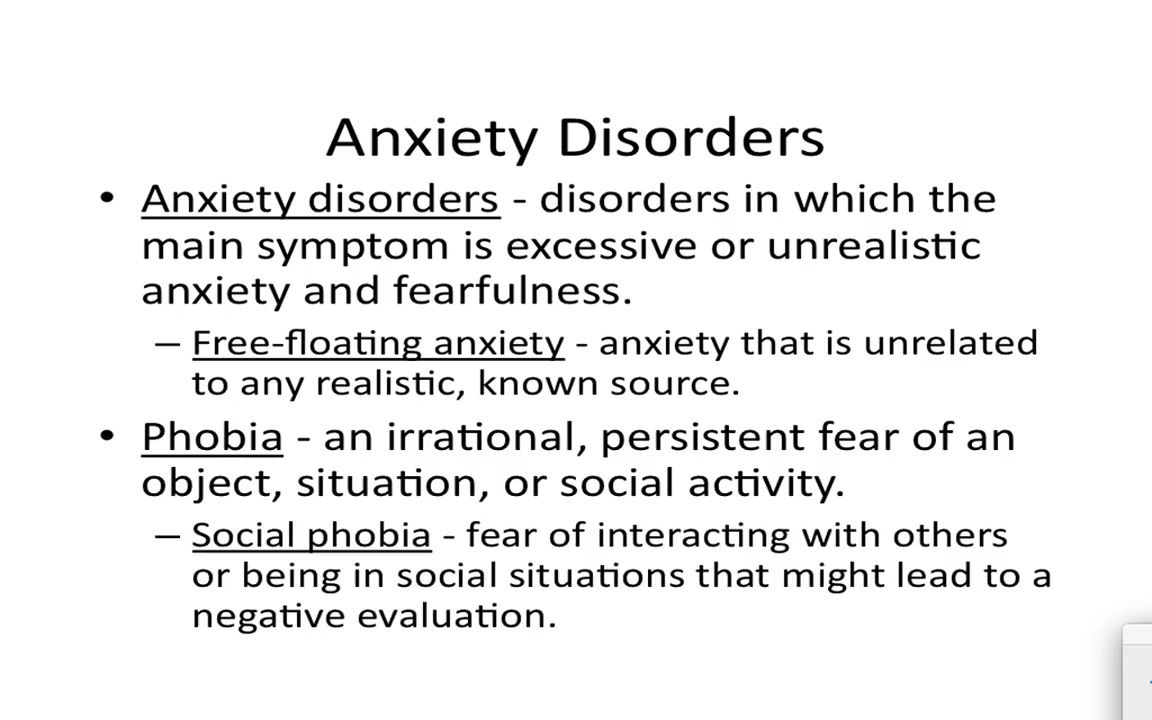 Anxiety Disorders
• Anxiety disorders - disorders in which the
main symptom is excessive or unrealistic
anxiety and fearfulness.
– Free-floating anxiety - anxiety that is unrelated
to any realistic, known source.
• Phobia - an irrational, persistent fear of an
object, situation, or social activity.
– Social phobia - fear of interacting with others
or being in social situations that might lead to a
negative evaluation.